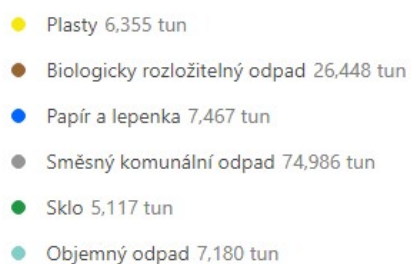 Plasty 6,355 tun
Biologicky rozložitelný odpad 26,448 tun
Papír a lepenka 7,467 tun
Směsný komunální odpad 74,986 tun
Sklo 5,117 tun
Objemný odpad 7,180 tun